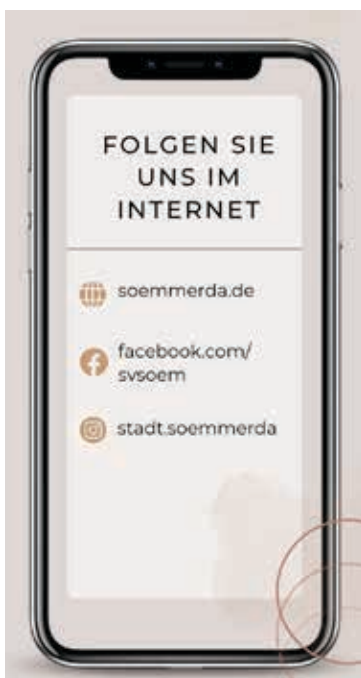 FOLGEN SIE
UNS IM
INTERNET
soemmerda.de
facebook.com/
svsoem
stadt.soemmerda